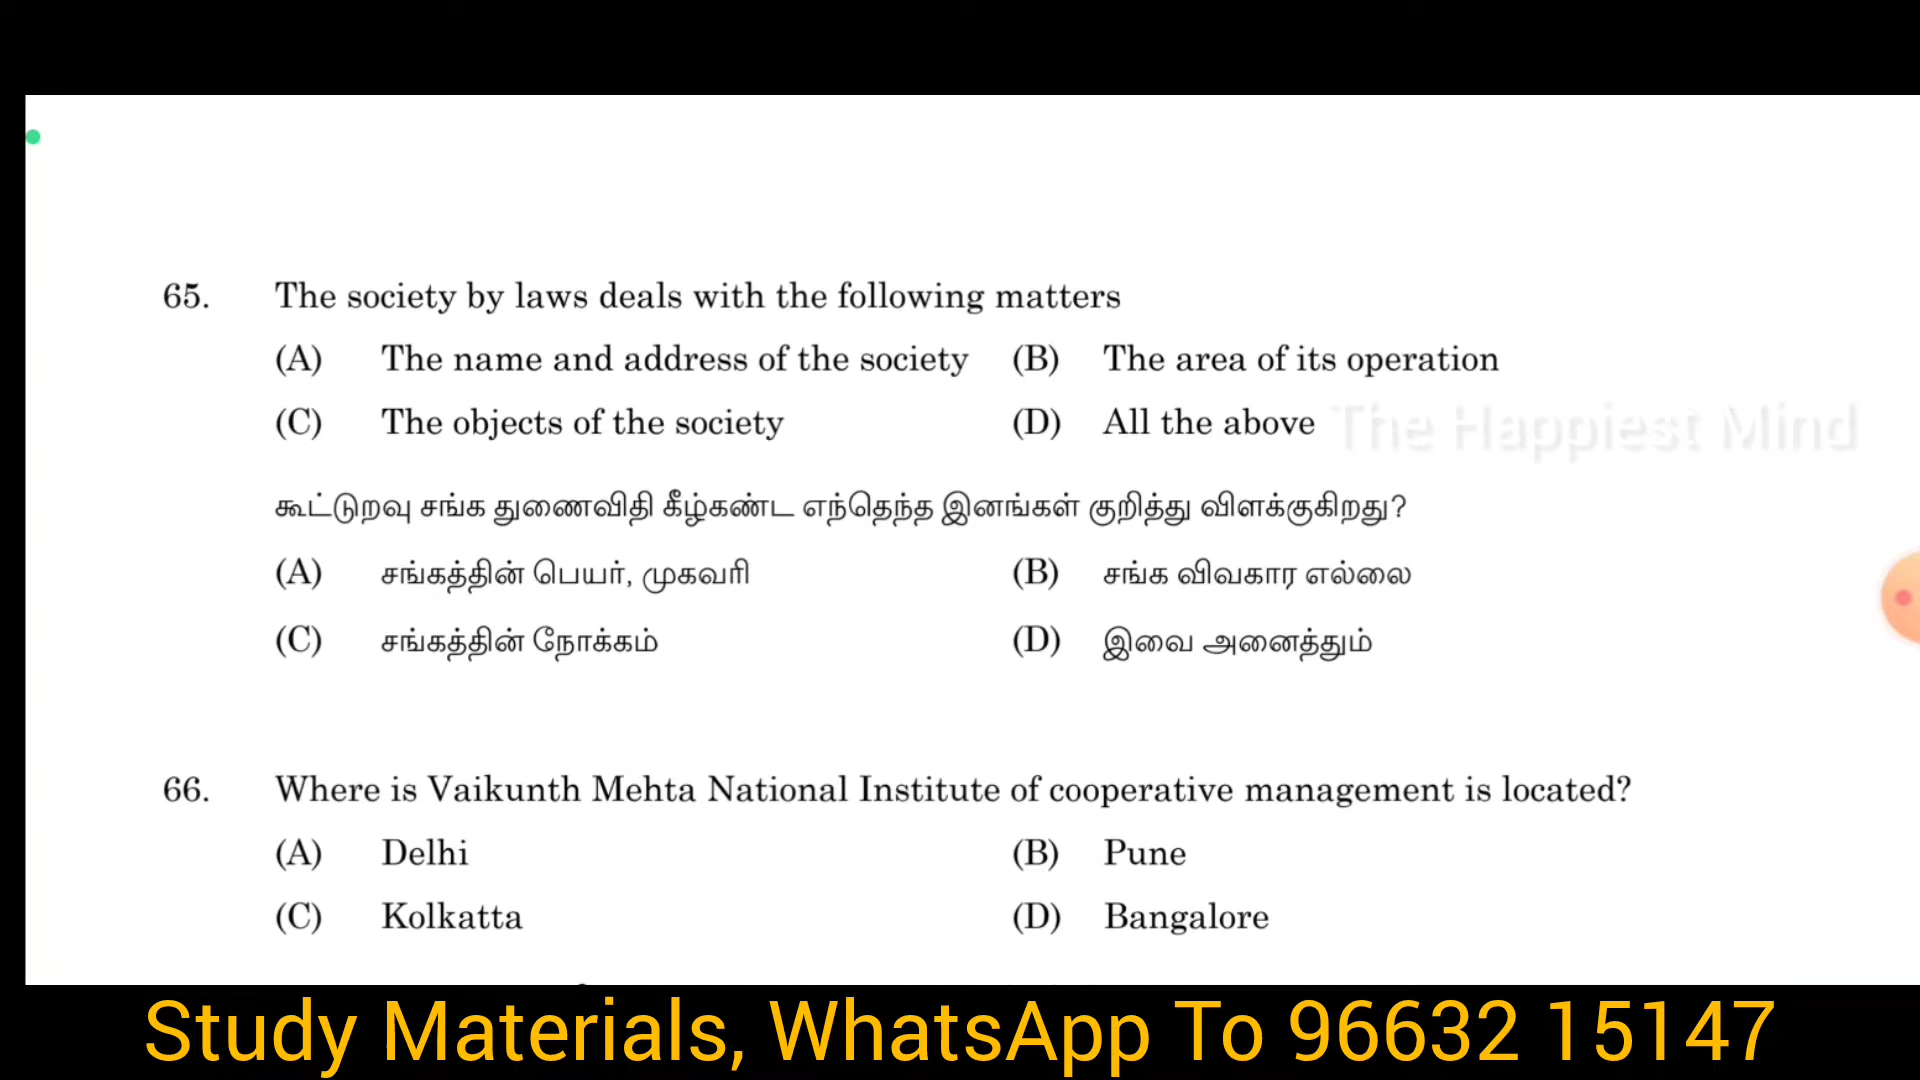 65. The society by laws deals with the following matters
(A) The name and address of the society (B) The area of its operation
(C) The objects of the society (D) All the above
The Happiest Mind
கூட்டுறவு சங்க துணைவிதி கீழ்கண்ட எந்தெந்த இனங்கள் குறித்து விளக்குகிறது?
(A) சங்கத்தின் பெயர், முகவரி (B) சங்க விவகார எல்லை
(C) சங்கத்தின் நோக்கம் (D) இவை அனைத்தும்
66. Where is Vaikunth Mehta National Institute of cooperative management is located?
(A) Delhi (B) Pune
(C) Kolkatta (D) Bangalore
Study Materials, WhatsApp To 96632 15147